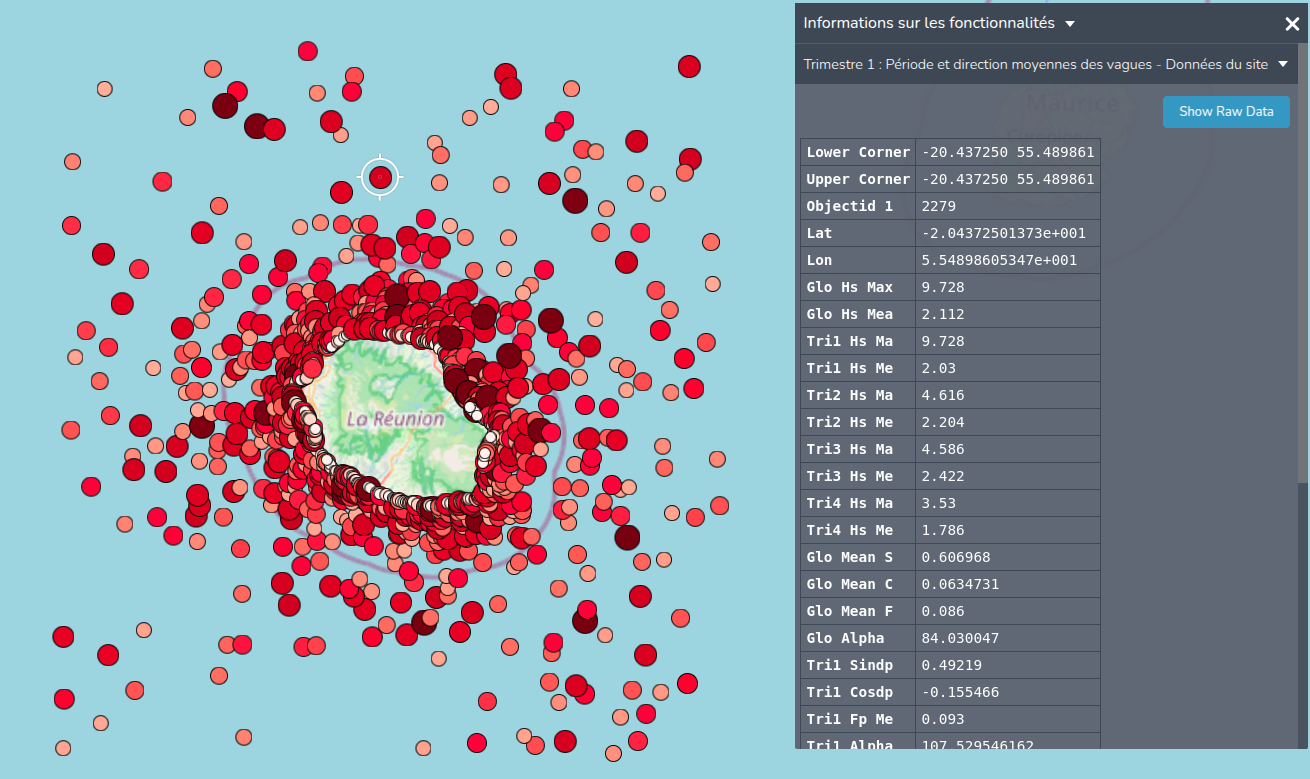 La Réunion
Informations sur les fonctionnalités
Trimestre 1 : Période et direction moyennes des vagues - Données du site
Maurice
Show Raw Data
Lower Corner -20.437250 55.489861
Upper Corner -20.437250 55.489861
Objectid 1 2279
Lat -2.04372501373e+001
Lon 5.54898605347e+001
Glo Hs Max 9.728
Glo Hs Mea 2.112
Tri1 Hs Ma 9.728
Tri1 Hs Me 2.03
Tri2 Hs Ma 4.616
Tri2 Hs Me 2.204
Tri3 Hs Ma 4.586
Tri3 Hs Me 2.422
Tri4 Hs Ma 3.53
Tri4 Hs Me 1.786
Glo Mean S 0.606968
Glo Mean C 0.0634731
Glo Mean F 0.086
Glo Alpha 84.030047
Tri1 Sindp 0.49219
Tri1 Cosdp -0.155466
Tri1 Fp Me 0.093
Tri1 Alpha 107.529546162